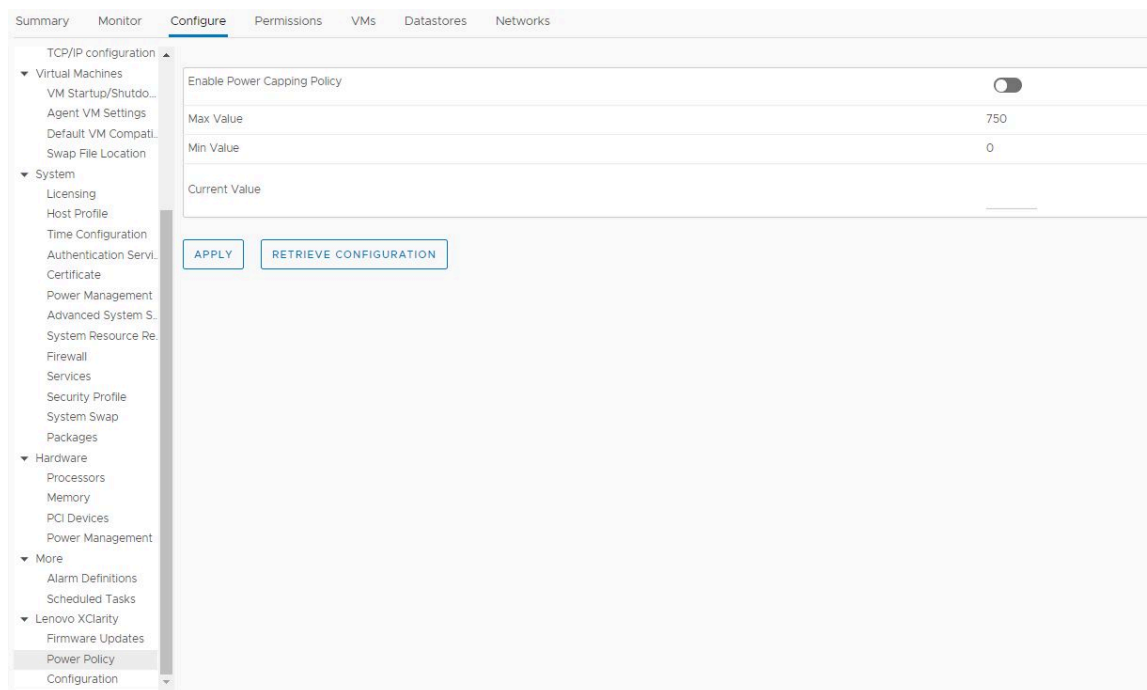 Summary Monitor Configure Permissions VMs Datastores Networks
TCP/IP configuration
Virtual Machines
VM Startup/Shutdo...
Agent VM Settings
Default VM Compati..
Swap File Location
System
Licensing
Host Profile
Time Configuration
Authentication Servi..
Certificate
Power Management
Advanced System S..
System Resource Re.
Firewall
Services
Security Profile
System Swap
Packages
Hardware
Processors
Memory
PCI Devices
Power Management
More
Alarm Definitions
Scheduled Tasks
Lenovo XClarity
Firmware Updates
Power Policy
Configuration
Enable Power Capping Policy
Max Value 750
Min Value 0
Current Value
APPLY RETRIEVE CONFIGURATION